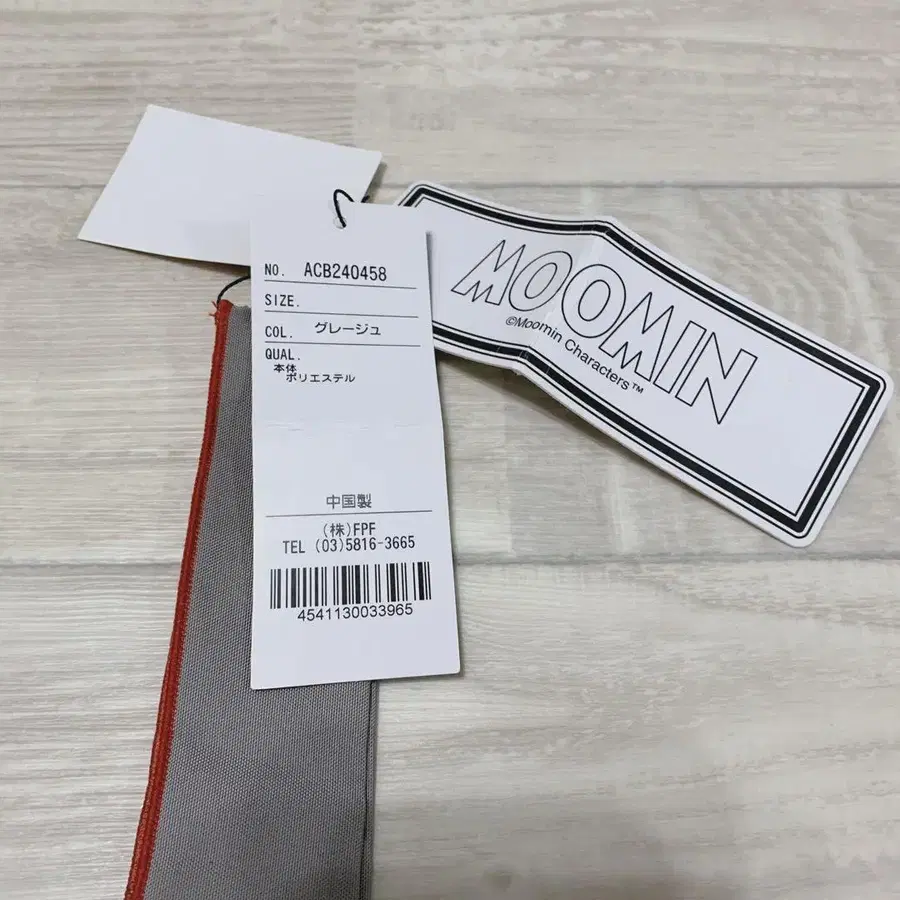 NO. ACB240458
SIZE.
COL. グレージュ
QUAL.
本体
ポリエステル
中国製
(株)FPF
TEL (03)5816-3665
4541130033965
MOOMIN
©Moomin Characters™